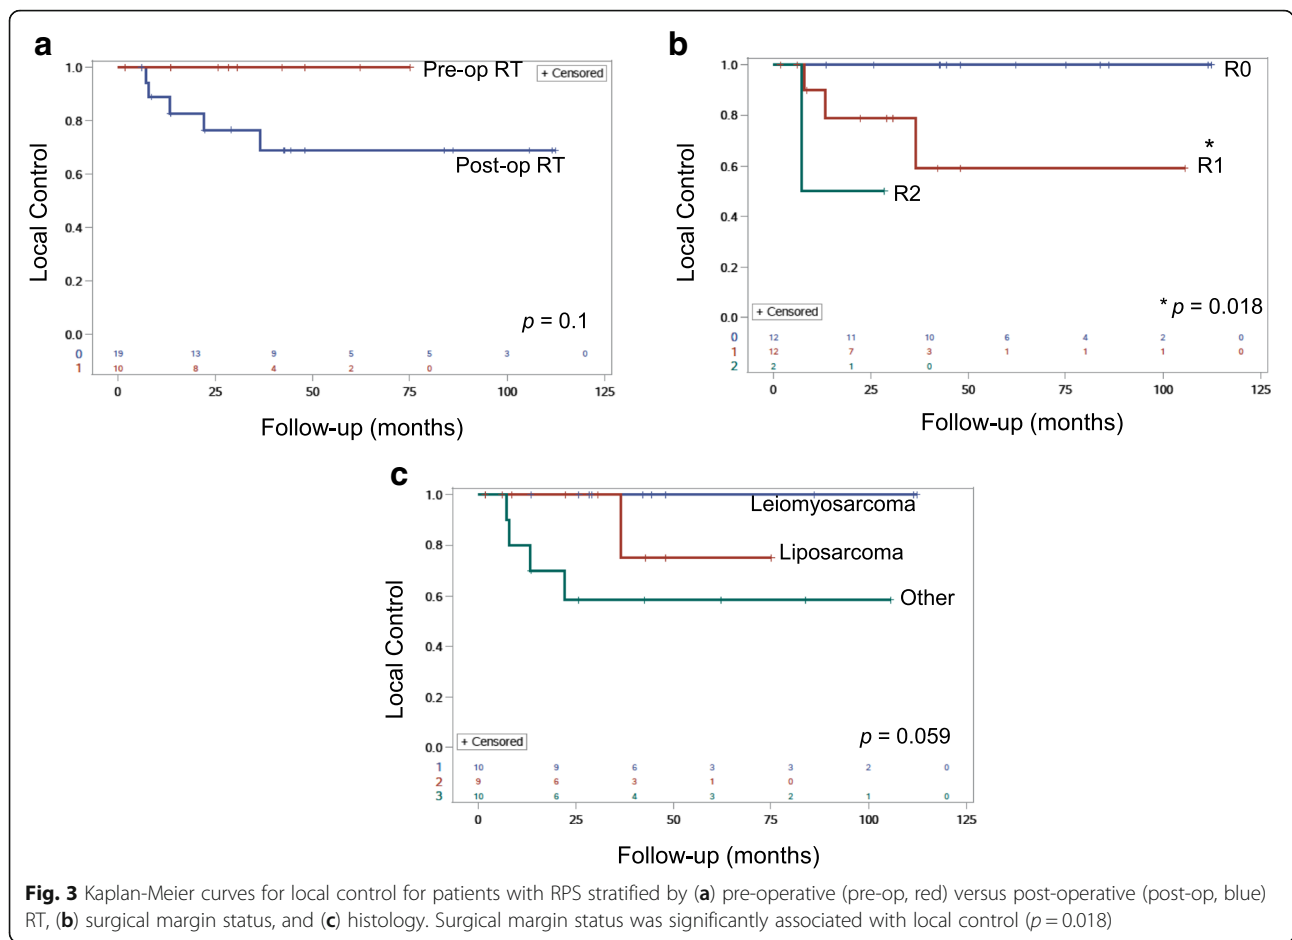 a
1.0
0.8
0.6
0.4
0.2
0.0
Local Control
Pre-op RT
+ Censored
Post-op RT
p = 0.1
0 19 13 9 5 5 3 0
1 10 8 4 2 0
0 25 50 75 100 125
Follow-up (months)
b
1.0
0.8
0.6
0.4
0.2
0.0
Local Control
R0
*
R1
R2
+ Censored
* p = 0.018
0 12 11 10 6 4 2 0
1 12 7 3 1 1 1 0
2 2 1 0
0 25 50 75 100 125
Follow-up (months)
c
1.0
0.8
0.6
0.4
0.2
0.0
Local Control
Leiomyosarcoma
Liposarcoma
Other
+ Censored
p = 0.059
1 10 9 6 3 3 2 0
2 9 6 3 1 0
3 10 6 4 3 2 1 0
0 25 50 75 100 125
Follow-up (months)
Fig. 3 Kaplan-Meier curves for local control for patients with RPS stratified by (a) pre-operative (pre-op, red) versus post-operative (post-op, blue)
RT, (b) surgical margin status, and (c) histology. Surgical margin status was significantly associated with local control (p = 0.018)